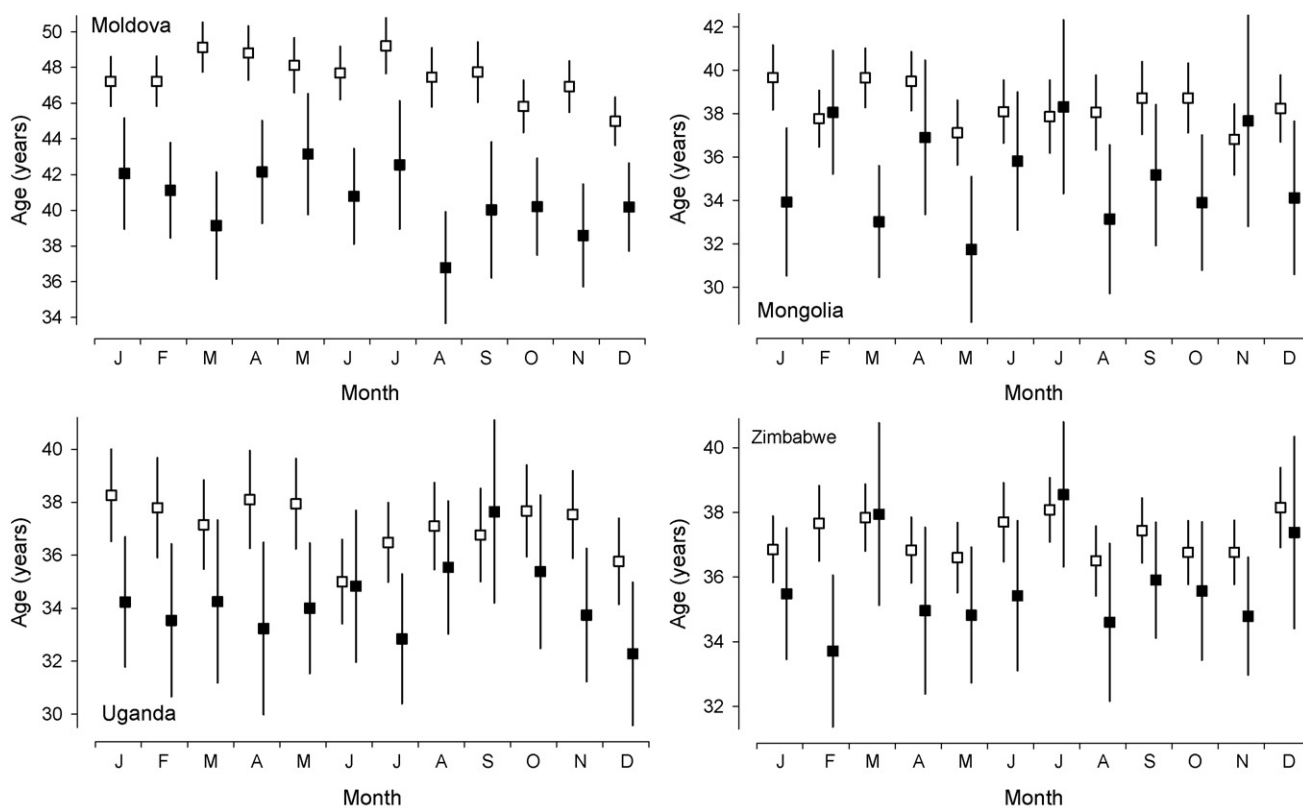 Moldova
Age (years)
50
48
46
44
42
40
38
36
34
J F M A M J J A S O N D
Month
Mongolia
Age (years)
42
40
38
36
34
32
30
J F M A M J J A S O N D
Month
Uganda
Age (years)
40
38
36
34
32
30
J F M A M J J A S O N D
Month
Zimbabwe
Age (years)
40
38
36
34
32
J F M A M J J A S O N D
Month